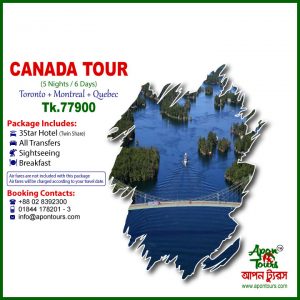 CANADA TOUR
(5 Nights / 6 Days)
Toronto + Montreal + Quebec
Tk.77900
Package Includes:
3Star Hotel (Twin Share)
All Transfers
Sightseeing
Breakfast
Air fares are not included with this package
Air fares will be charged according to your travel date.
Booking Contacts:
+88 02 8392300
01844 178201 - 3
info@apontours.com
Apon
Tours
আপন ট্যুরস
www.apontours.com